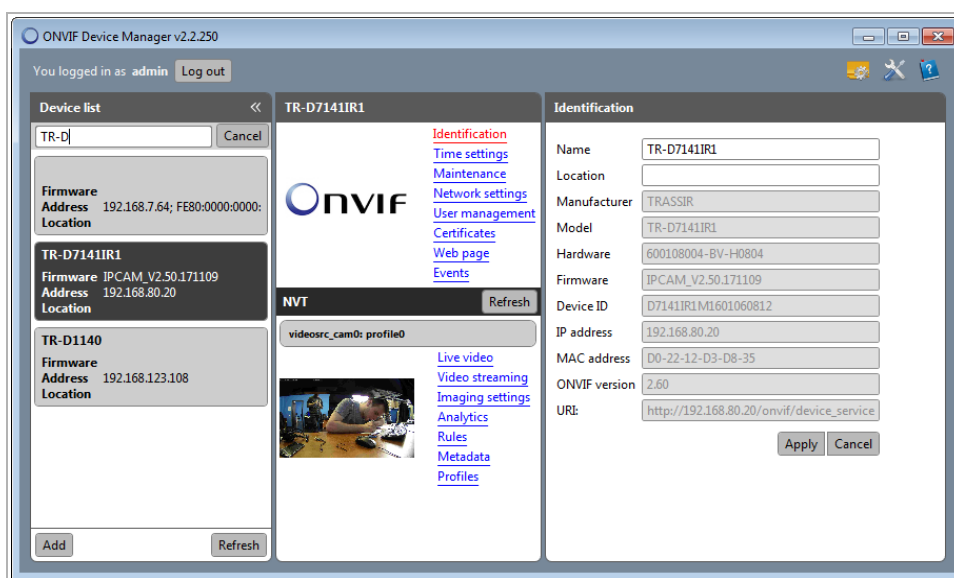 ONVIF Device Manager v2.2.250
You logged in as admin Log out
Device list «
TR-D Cancel
Firmware
Address 192.168.7.64; FE80:0000:0000:
Location
TR-D7141IR1
Firmware IPCAM_V2.50.171109
Address 192.168.80.20
Location
TR-D1140
Firmware
Address 192.168.123.108
Location
Add Refresh
TR-D7141IR1
ONVIF
Identification
Time settings
Maintenance
Network settings
User management
Certificates
Web page
Events
NVT Refresh
videosrc_cam0: profile0
Live video
Video streaming
Imaging settings
Analytics
Rules
Metadata
Profiles
Identification
Name TR-D7141IR1
Location
Manufacturer TRASSIR
Model TR-D7141IR1
Hardware 600108004-BV-H0804
Firmware IPCAM_V2.50.171109
Device ID D7141IR1M1601060812
IP address 192.168.80.20
MAC address D0-22-12-D3-D8-35
ONVIF version 2.60
URI: http://192.168.80.20/onvif/device_service
Apply Cancel